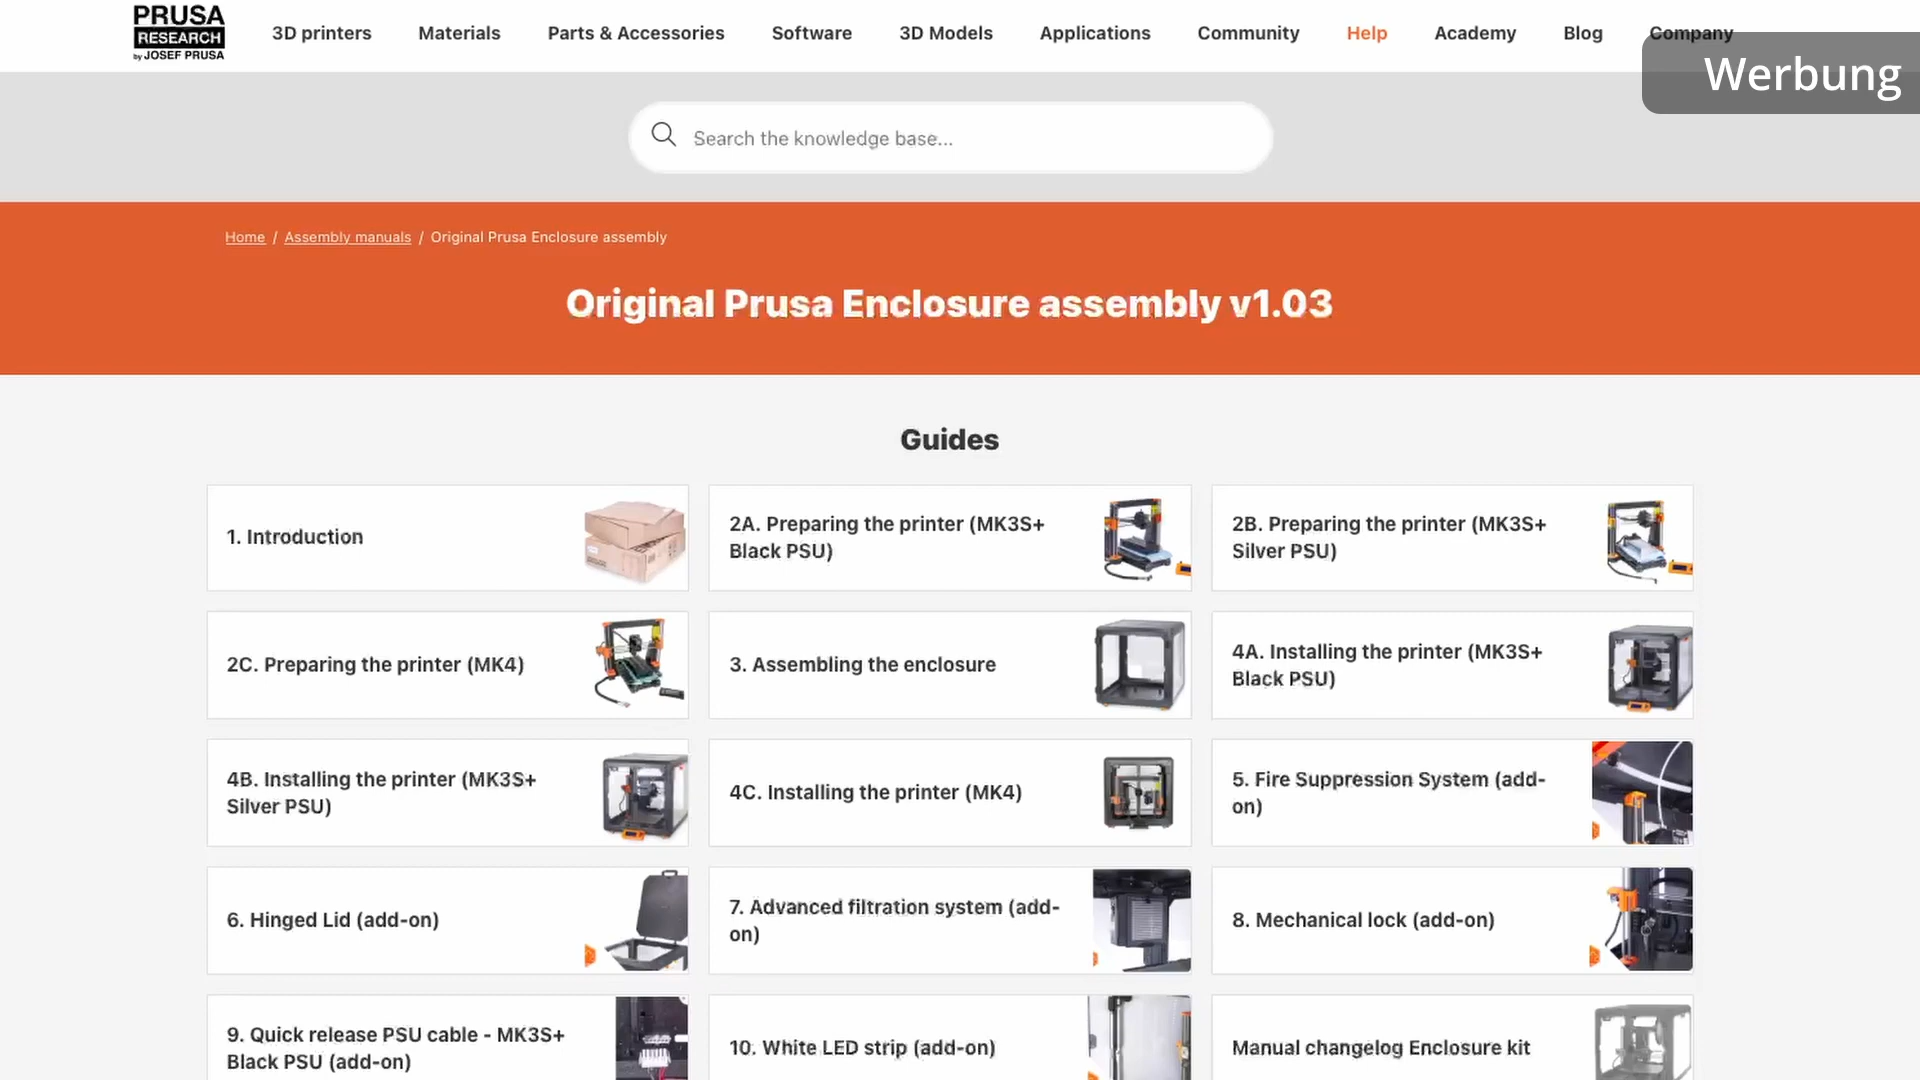 PRUSA
RESEARCH
by JOSEF PRUSA
3D printers
Materials
Parts & Accessories
Software
3D Models
Applications
Community
Help
Academy
Blog
Company
Werbung
Search the knowledge base...
Home / Assembly manuals / Original Prusa Enclosure assembly
Original Prusa Enclosure assembly v1.03
Guides
1. Introduction
2A. Preparing the printer (MK3S+
Black PSU)
2B. Preparing the printer (MK3S+
Silver PSU)
2C. Preparing the printer (MK4)
3. Assembling the enclosure
4A. Installing the printer (MK3S+
Black PSU)
4B. Installing the printer (MK3S+
Silver PSU)
4C. Installing the printer (MK4)
5. Fire Suppression System (add-
on)
6. Hinged Lid (add-on)
7. Advanced filtration system (add-
on)
8. Mechanical lock (add-on)
9. Quick release PSU cable - MK3S+
Black PSU (add-on)
10. White LED strip (add-on)
Manual changelog Enclosure kit